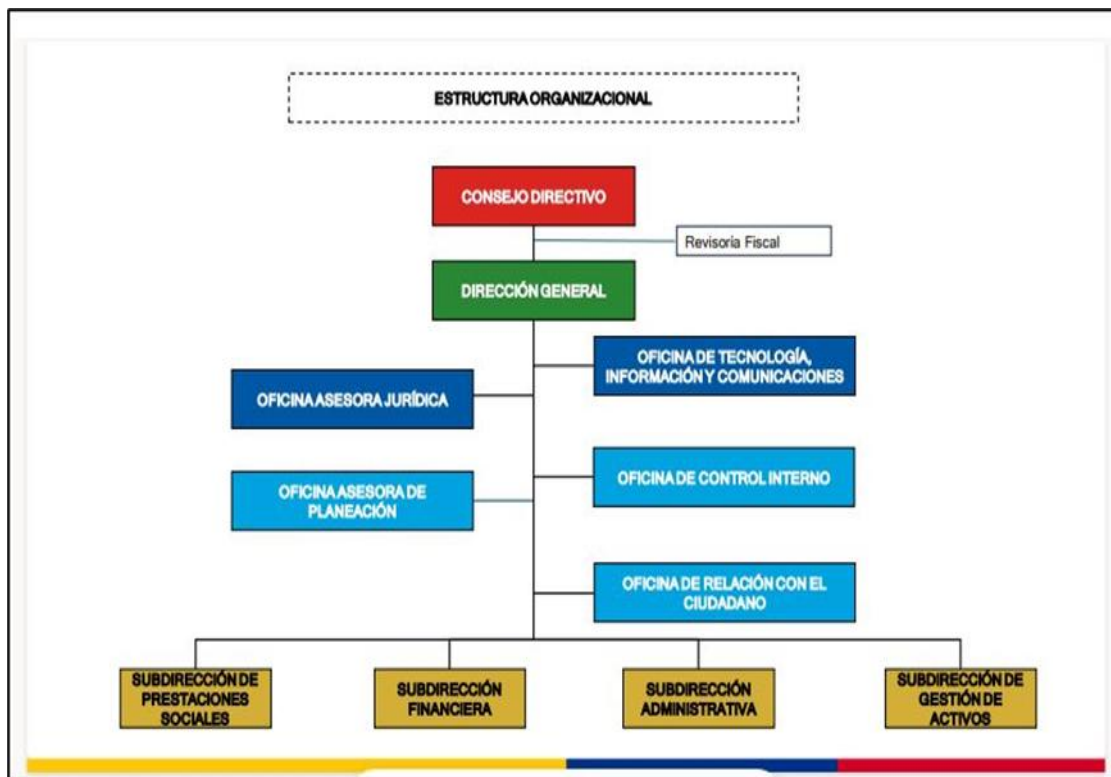 ESTRUCTURA ORGANIZACIONAL
CONSEJO DIRECTIVO
Revisoría Fiscal
DIRECCIÓN GENERAL
OFICINA DE TECNOLOGÍA,
INFORMACIÓN Y COMUNICACIONES
OFICINA ASESORA JURÍDICA
OFICINA DE CONTROL INTERNO
OFICINA ASESORA DE
PLANEACIÓN
OFICINA DE RELACIÓN CON EL
CIUDADANO
SUBDIRECCIÓN DE
PRESTACIONES
SOCIALES
SUBDIRECCIÓN
FINANCIERA
SUBDIRECCIÓN
ADMINISTRATIVA
SUBDIRECCIÓN DE
GESTIÓN DE
ACTIVOS